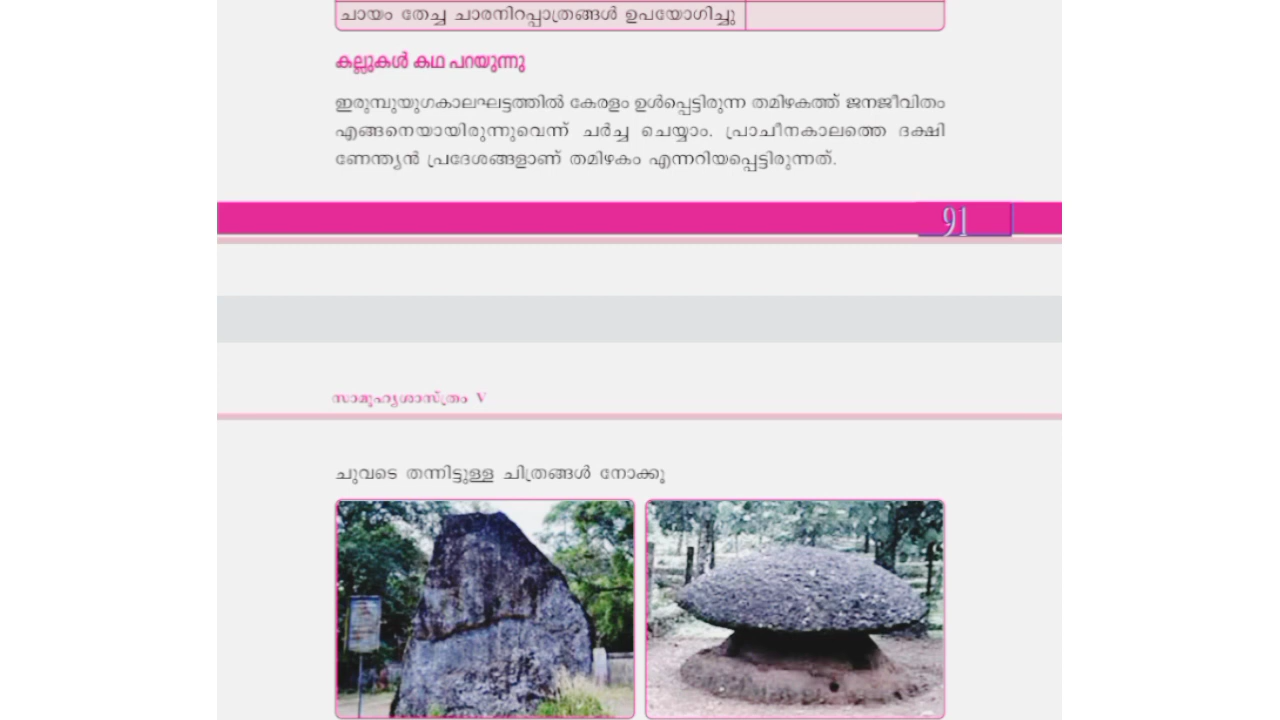 ചായം തേച്ച ചാരനിറപ്പാത്രങ്ങൾ ഉപയോഗിച്ചു
കല്ലുകൾ കഥ പറയുന്നു
ഇരുമ്പുയുഗകാലഘട്ടത്തിൽ കേരളം ഉൾപ്പെട്ടിരുന്ന തമിഴകത്ത് ജനജീവിതം
എങ്ങനെയായിരുന്നുവെന്ന് ചർച്ച ചെയ്യാം. പ്രാചീനകാലത്തെ ദക്ഷി
ണേന്ത്യൻ പ്രദേശങ്ങളാണ് തമിഴകം എന്നറിയപ്പെട്ടിരുന്നത്.
91
സാമൂഹ്യശാസ്ത്രം V
ചുവടെ തന്നിട്ടുള്ള ചിത്രങ്ങൾ നോക്കൂ